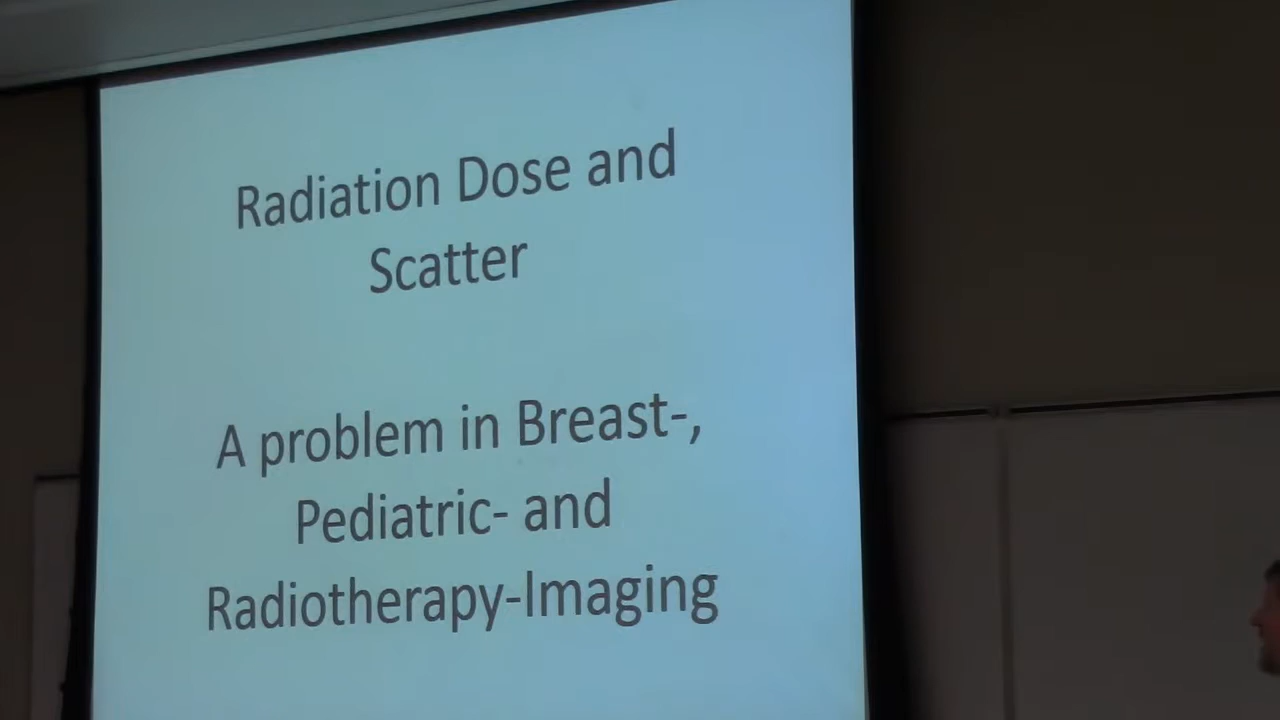 Radiation Dose and
Scatter
A problem in Breast-,
Pediatric- and
Radiotherapy-Imaging